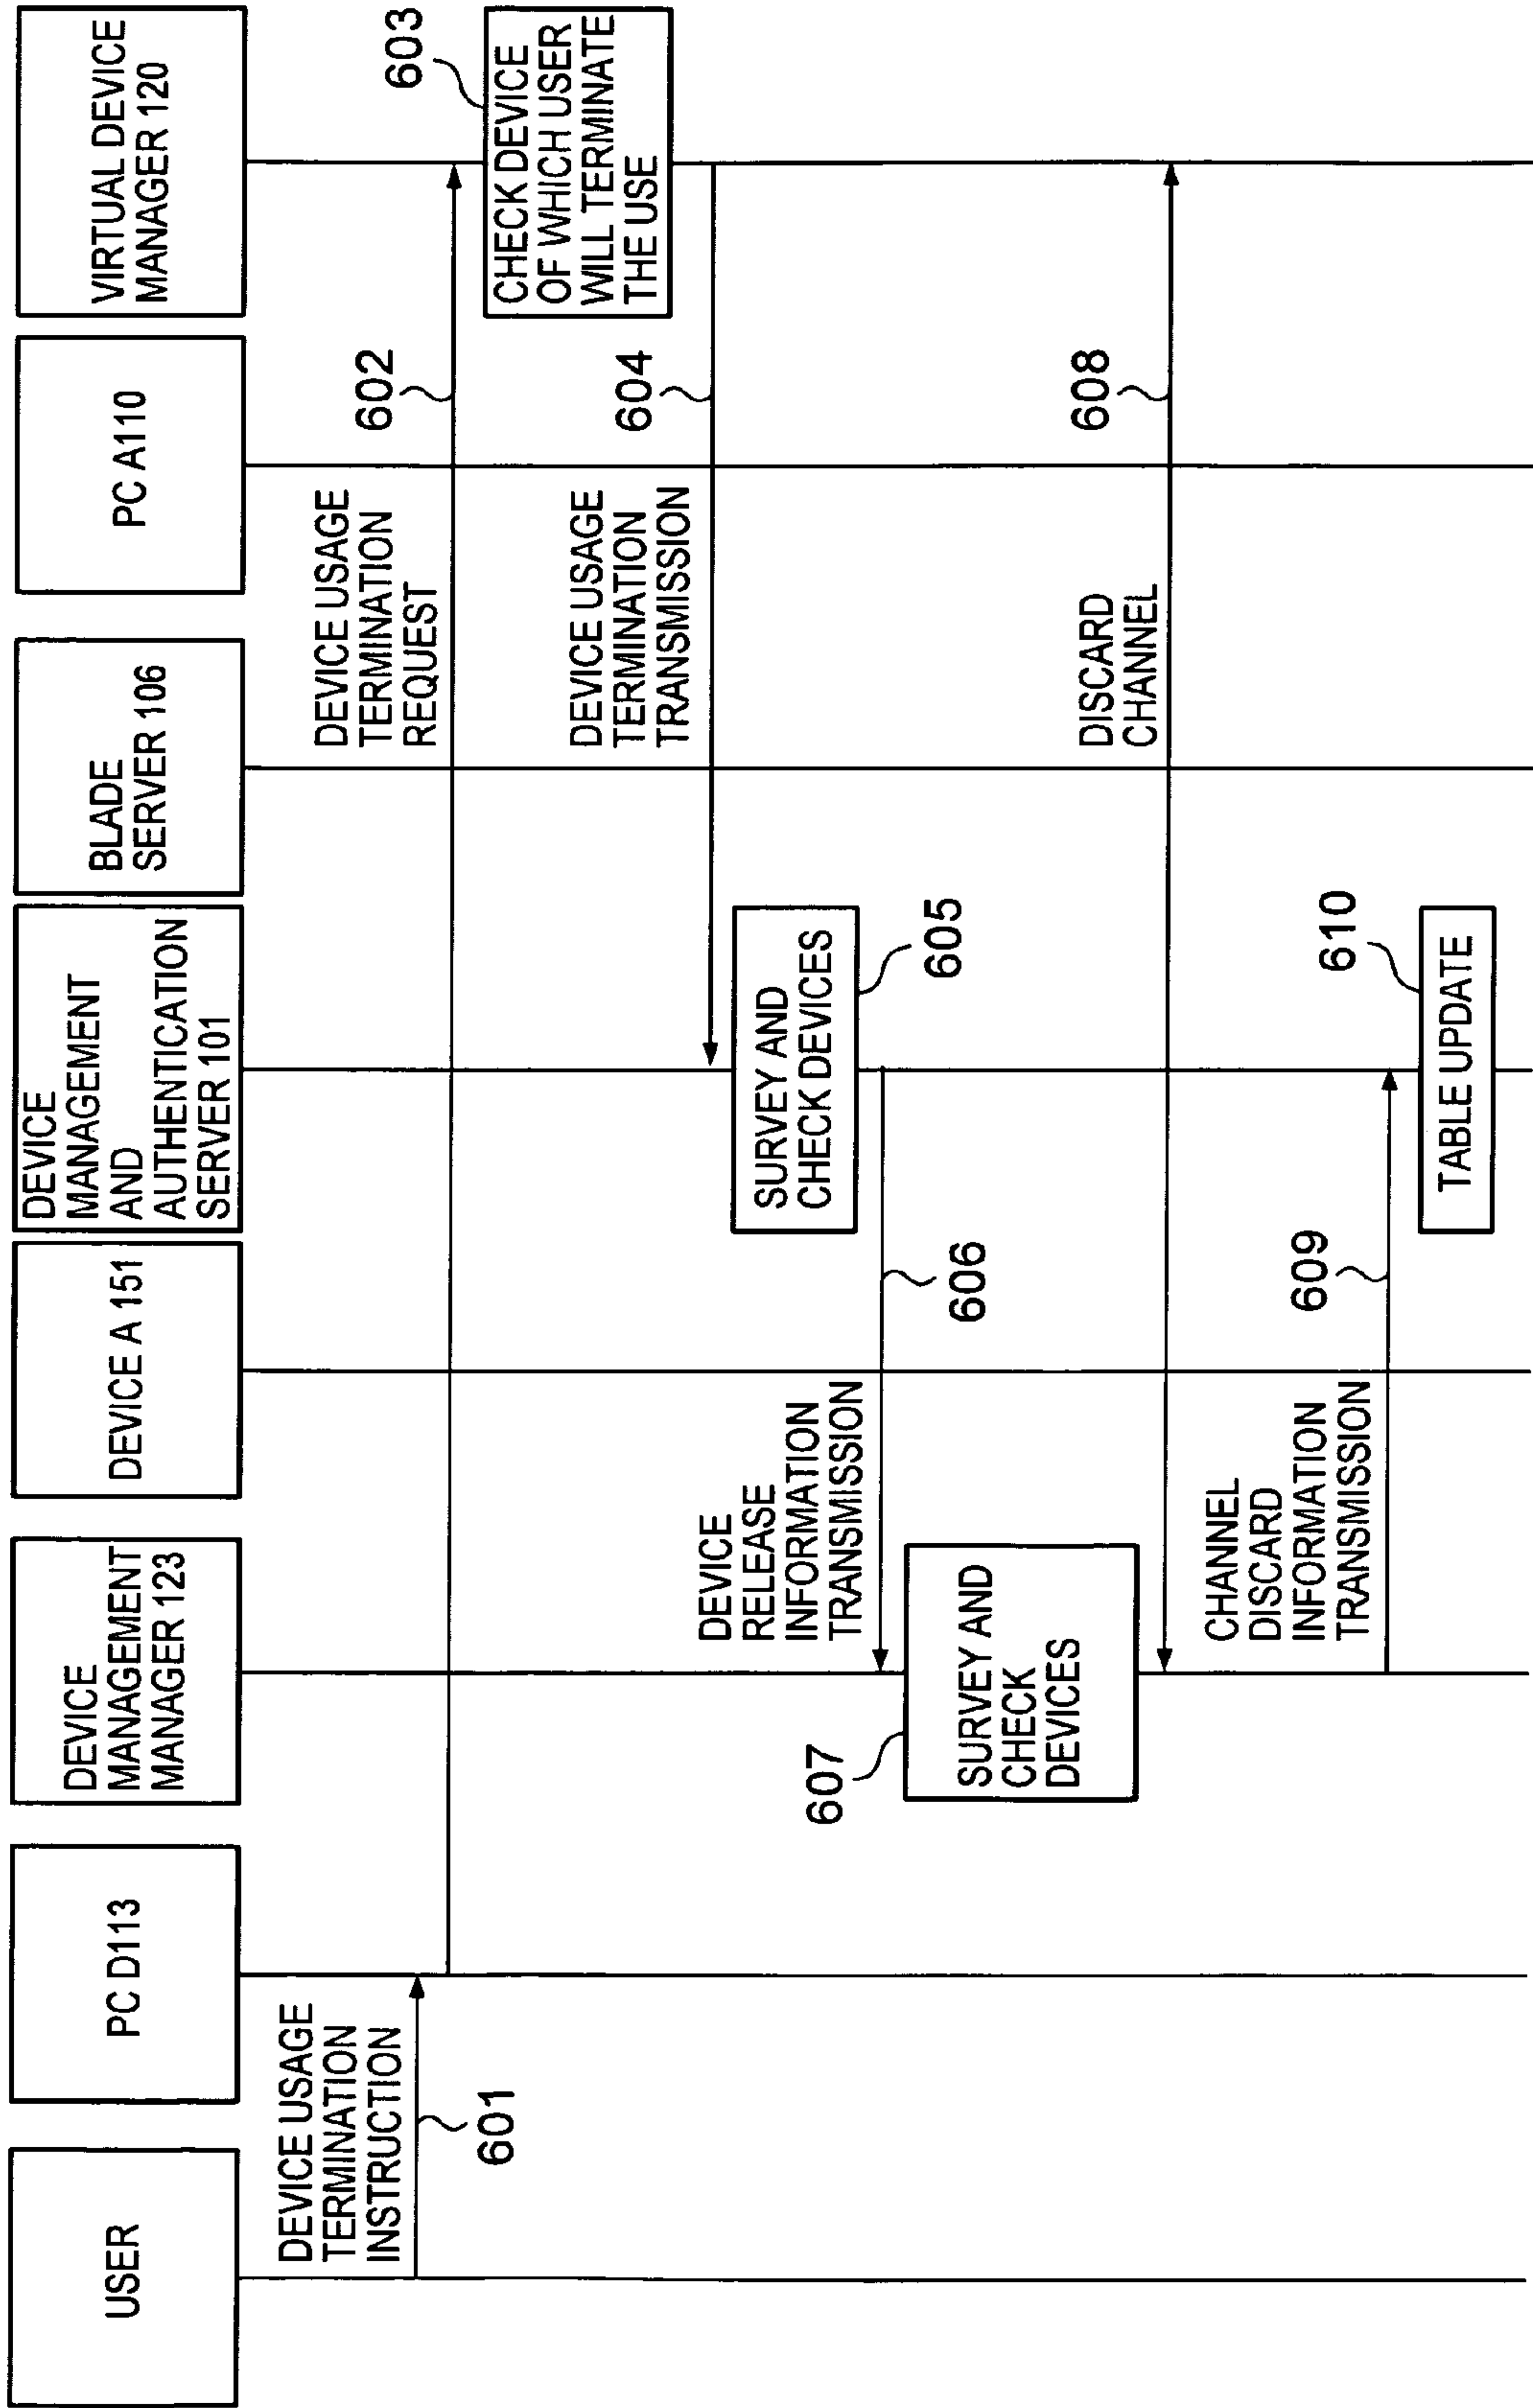 USER
PC D113
DEVICE
MANAGEMENT
MANAGER 123
DEVICE A 151
DEVICE
MANAGEMENT
AND
AUTHENTICATION
SERVER 101
BLADE
SERVER 106
PC A110
VIRTUAL DEVICE
MANAGER 120
DEVICE USAGE
TERMINATION
INSTRUCTION
601
DEVICE USAGE
TERMINATION
REQUEST
602
603
CHECK DEVICE
OF WHICH USER
WILL TERMINATE
THE USE
DEVICE USAGE
TERMINATION
TRANSMISSION
604
SURVEY AND
CHECK DEVICES
605
DEVICE
RELEASE
INFORMATION
TRANSMISSION
606
607
SURVEY AND
CHECK
DEVICES
DISCARD
CHANNEL
608
CHANNEL
DISCARD
INFORMATION
TRANSMISSION
609
610
TABLE UPDATE